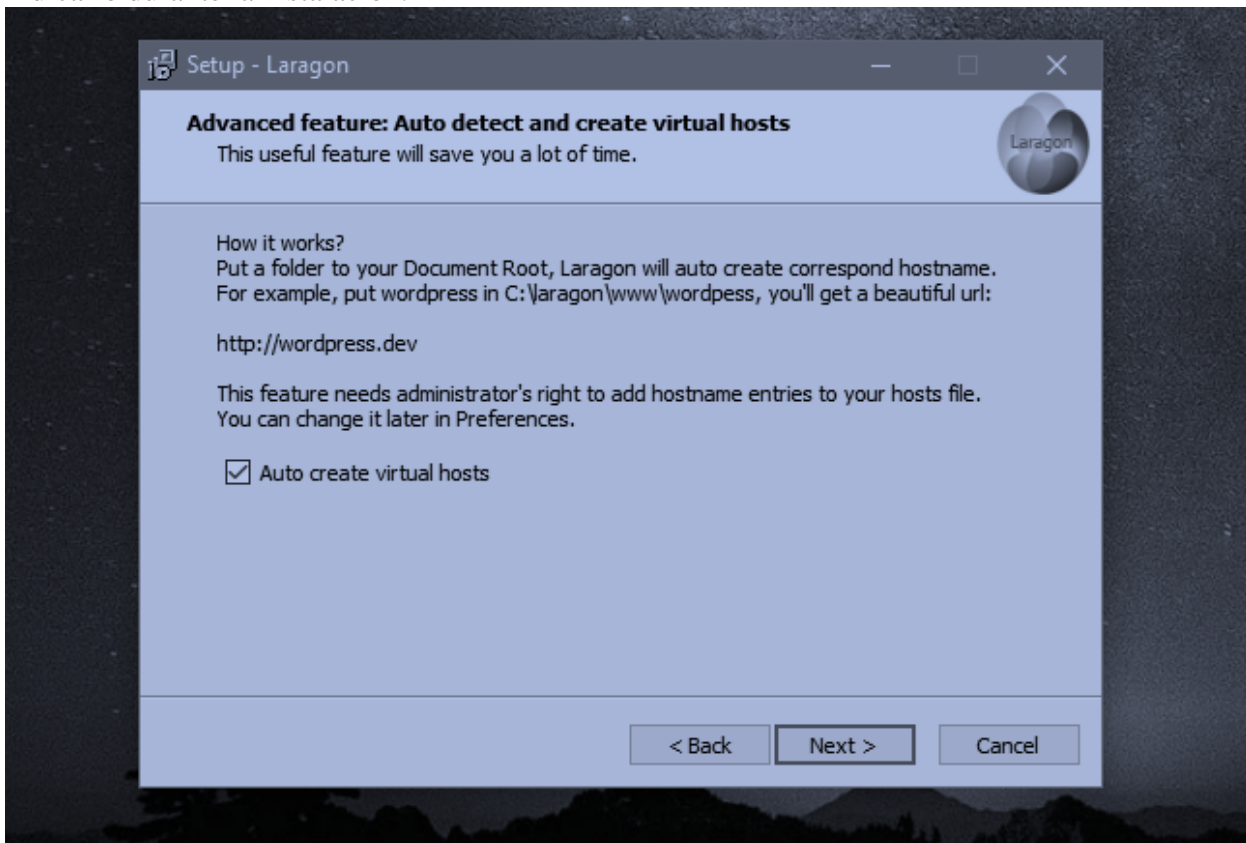 Setup - Laragon
Advanced feature: Auto detect and create virtual hosts
This useful feature will save you a lot of time.
Laragon
How it works?
Put a folder to your Document Root, Laragon will auto create correspond hostname.
For example, put wordpress in C:\laragon\www\wordpess, you'll get a beautiful url:
http://wordpress.dev
This feature needs administrator's right to add hostname entries to your hosts file.
You can change it later in Preferences.
Auto create virtual hosts
< Back
Next >
Cancel